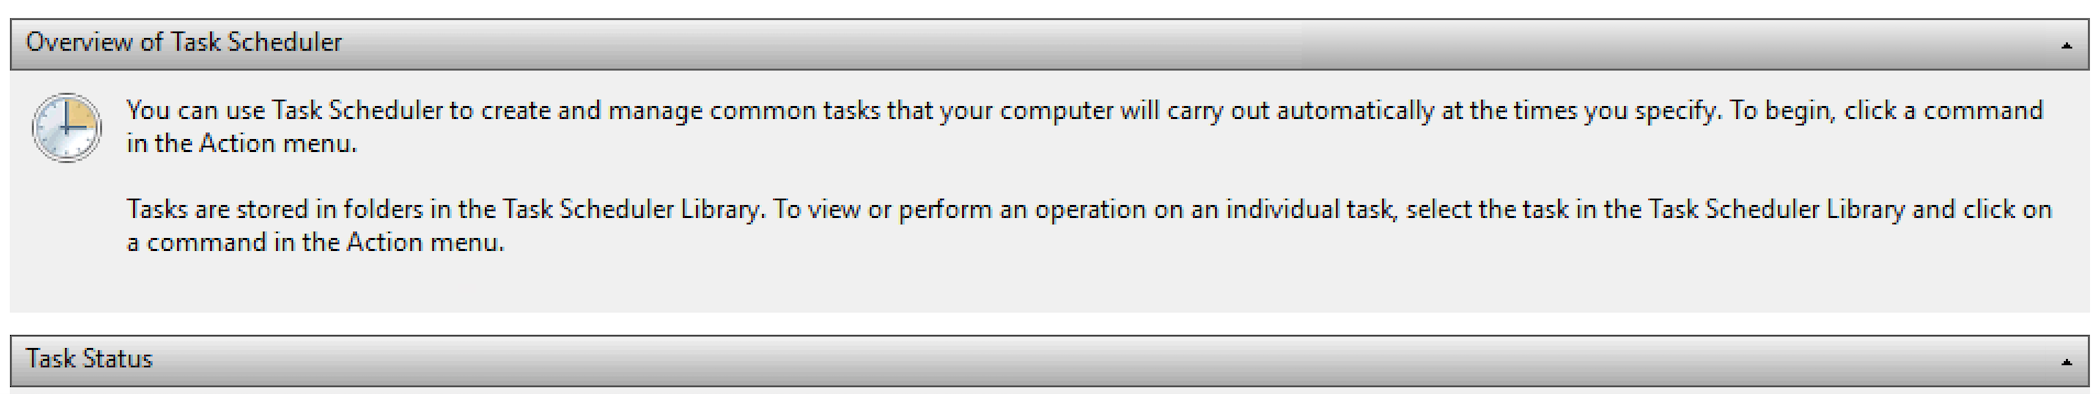 Overview of Task Scheduler
You can use Task Scheduler to create and manage common tasks that your computer will carry out automatically at the times you specify. To begin, click a command
in the Action menu.
Tasks are stored in folders in the Task Scheduler Library. To view or perform an operation on an individual task, select the task in the Task Scheduler Library and click on
a command in the Action menu.
Task Status